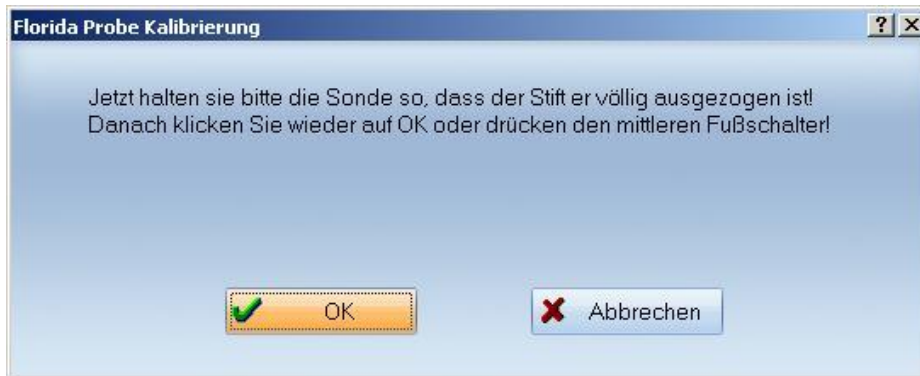 Florida Probe Kalibrierung
Jetzt halten sie bitte die Sonde so, dass der Stift er völlig ausgezogen ist!
Danach klicken Sie wieder auf OK oder drücken den mittleren Fußschalter!
OK
Abbrechen